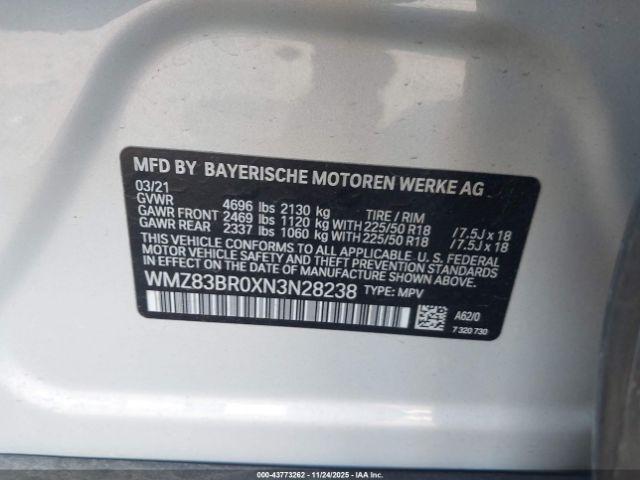 MFD BY BAYERISCHE MOTOREN WERKE AG
03/21
GVWR 4696 lbs 2130 kg TIRE / RIM
GAWR FRONT 2469 lbs 1120 kg WITH 225/50 R18 / 7.5J x 18
GAWR REAR 2337 lbs 1060 kg WITH 225/50 R18 / 7.5J x 18
THIS VEHICLE CONFORMS TO ALL APPLICABLE FEDERAL
MOTOR VEHICLE SAFETY AND THEFT PREVENTION STANDARDS
IN EFFECT ON THE DATE OF MANUFACTURE SHOWN ABOVE.
WMZ83BR0XN3N28238 TYPE: MPV
A62/0
7 320 730
000-43773262 - 11/24/2025 - IAAI.COM